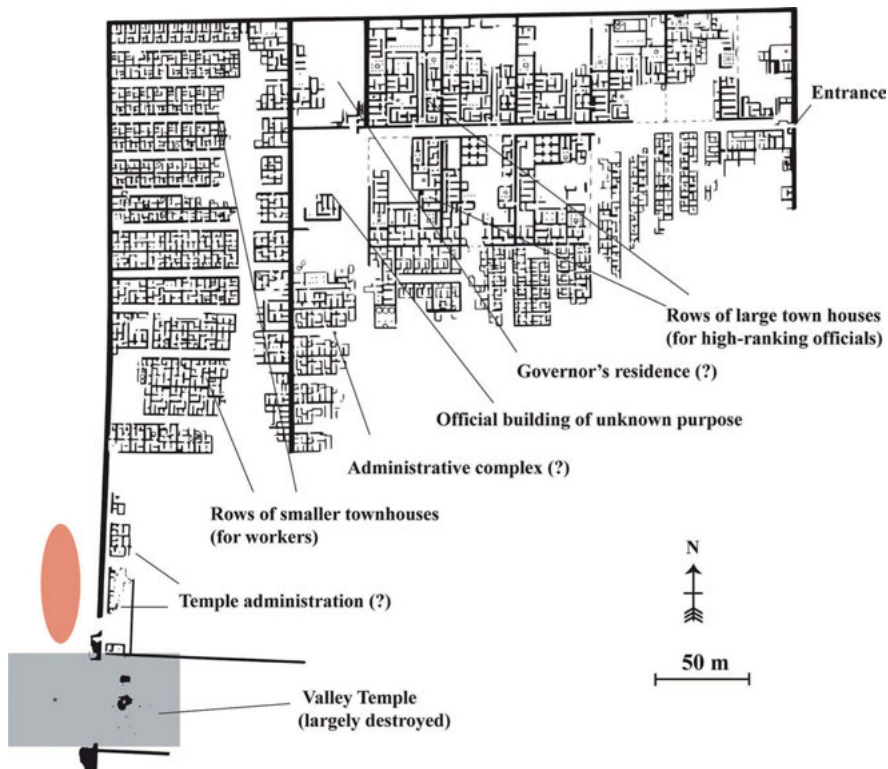 Entrance
Rows of large town houses
(for high-ranking officials)
Governor's residence (?)
Official building of unknown purpose
Administrative complex (?)
Rows of smaller townhouses
(for workers)
N
Temple administration (?)
50 m
Valley Temple
(largely destroyed)